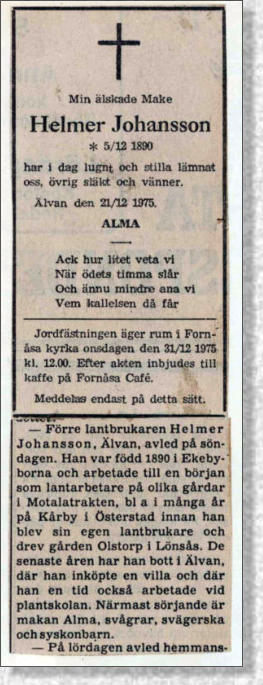 Min älskade Make
Helmer Johansson
* 5/12 1890
har i dag lugnt och stilla lämnat
oss, övrig släkt och vänner.
Älvan den 21/12 1975.
ALMA
Ack hur litet veta vi
När ödets timma slår
Och ännu mindre ana vi
Vem kallelsen då får
Jordfästningen äger rum i Forn-
åsa kyrka onsdagen den 31/12 1975
kl. 12.00. Efter akten inbjudes till
kaffe på Fornåsa Café.
Meddelas endast på detta sätt.
— Förre lantbrukaren Helmer
Johansson, Älvan, avled på sön-
dagen. Han var född 1890 i Ekeby-
borna och arbetade till en början
som lantarbetare på olika gårdar
i Motalatrakten, bl a i många år
på Kårby i Österstad innan han
blev sin egen lantbrukare och
drev gården Olstorp i Lönsås. De
senaste åren har han bott i Älvan,
där han inköpte en villa och där
han en tid också arbetade vid
plantskolan. Närmast sörjande är
makan Alma, svågrar, svägerska
och syskonbarn.
— På lördagen avled hemmans-